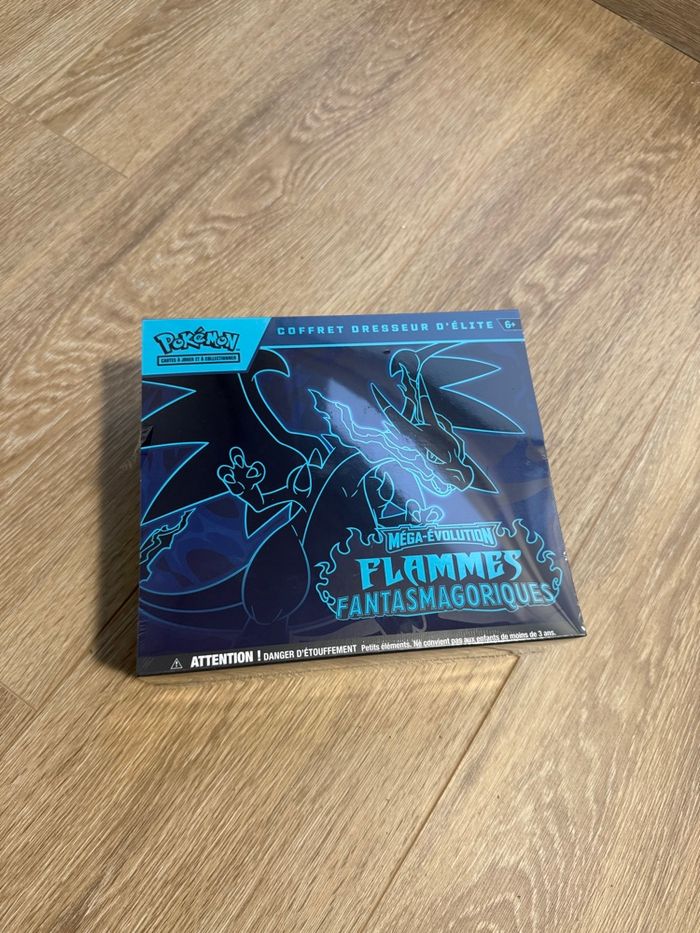 POKÉMON
CARTES À JOUER ET À COLLECTIONNER
COFFRET DRESSEUR D'ÉLITE
6+
MÉGA-ÉVOLUTION
FLAMMES
FANTASMAGORIQUES
ATTENTION ! DANGER D'ÉTOUFFEMENT Petits éléments. Ne convient pas aux enfants de moins de 3 ans.